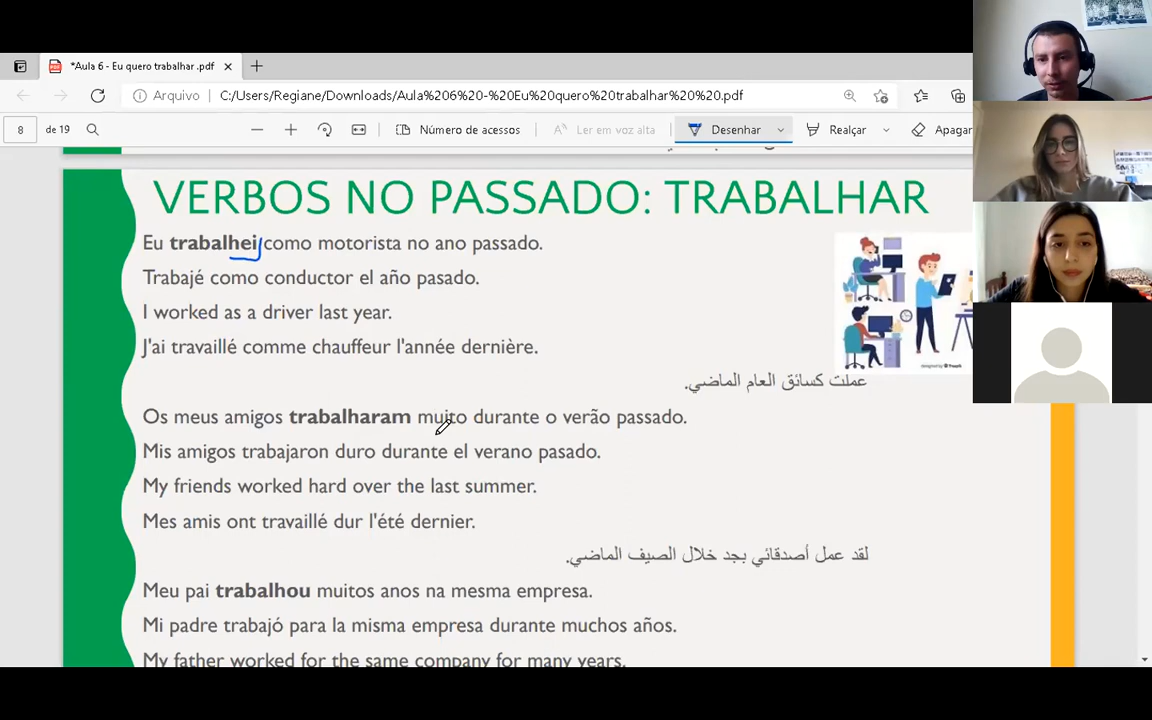 *Aula 6 - Eu quero trabalhar .pdf
Arquivo C:/Users/Regiane/Downloads/Aula%206%20-%20Eu%20quero%20trabalhar%20%20.pdf
8 de 19 Número de acessos Ler em voz alta Desenhar Realçar Apagar
VERBOS NO PASSADO: TRABALHAR
Eu trabalhei como motorista no ano passado.
Trabajé como conductor el año pasado.
I worked as a driver last year.
J'ai travaillé comme chauffeur l'année dernière.
عملت كسائق العام الماضي.
Os meus amigos trabalharam muito durante o verão passado.
Mis amigos trabajaron duro durante el verano pasado.
My friends worked hard over the last summer.
Mes amis ont travaillé dur l'été dernier.
لقد عمل أصدقائي بجد خلال الصيف الماضي.
Meu pai trabalhou muitos anos na mesma empresa.
Mi padre trabajó para la misma empresa durante muchos años.
My father worked for the same company for many years.